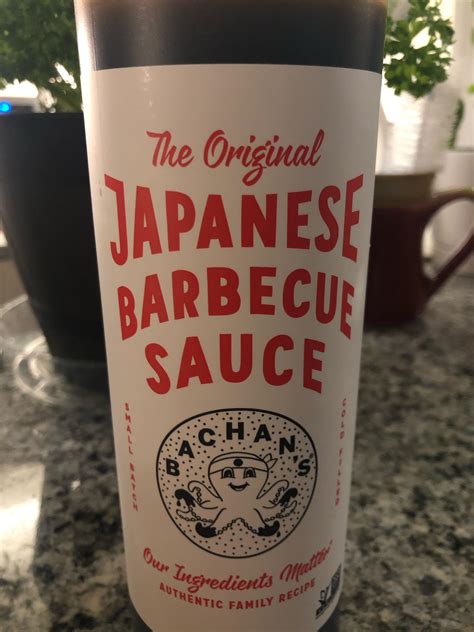 The Original
JAPANESE
BARBECUE
SAUCE
SMALL BATCH
BACHAN'S
COLD FILLED
Our Ingredients Matter
AUTHENTIC FAMILY RECIPE